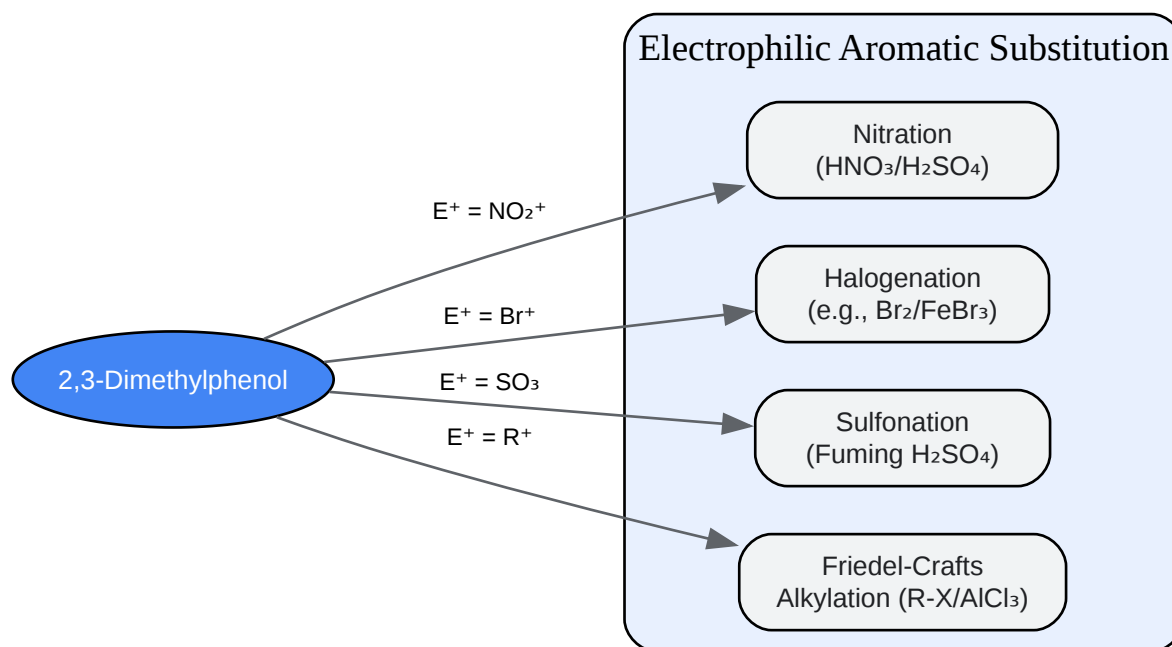 Electrophilic Aromatic Substitution
Nitration
(HNO₃/H₂SO₄)
E⁺ = NO₂⁺
Halogenation
(e.g., Br₂/FeBr₃)
E⁺ = Br⁺
2,3-Dimethylphenol
E⁺ = SO₃
Sulfonation
(Fuming H₂SO₄)
E⁺ = R⁺
Friedel-Crafts
Alkylation (R-X/AlCl₃)